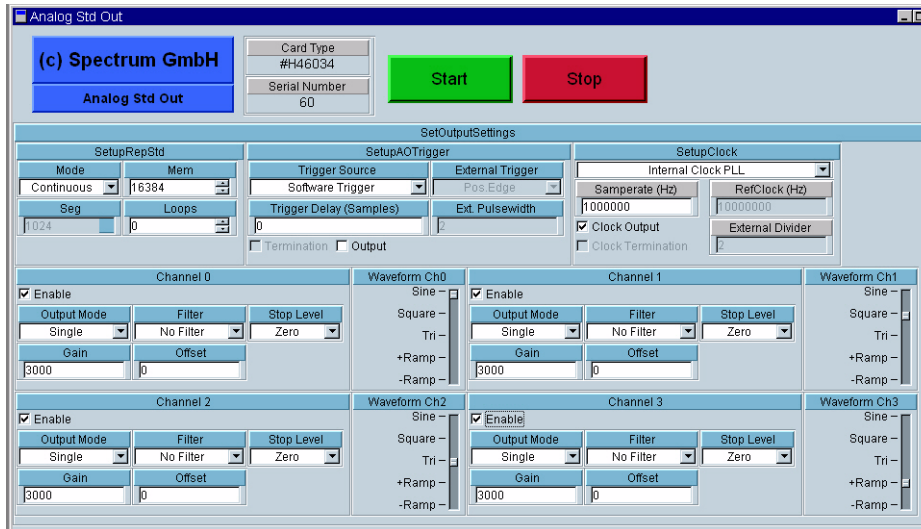 Analog Std Out
(c) Spectrum GmbH
Analog Std Out
Card Type
#H46034
Serial Number
60
Start
Stop
SetOutputSettings
SetupRepStd
Mode
Mem
Continuous
16384
Seg
Loops
1024
0
SetupAOTrigger
Trigger Source
External Trigger
Software Trigger
Pos.Edge
Trigger Delay (Samples)
Ext. Pulsewidth
0
2
Termination
Output
SetupClock
Internal Clock PLL
Samperate (Hz)
RefClock (Hz)
1000000
10000000
Clock Output
External Divider
Clock Termination
2
Channel 0
Enable
Output Mode
Filter
Stop Level
Single
No Filter
Zero
Gain
Offset
3000
0
Waveform Ch0
Sine
Square
Tri
+Ramp
-Ramp
Channel 1
Enable
Output Mode
Filter
Stop Level
Single
No Filter
Zero
Gain
Offset
3000
0
Waveform Ch1
Sine
Square
Tri
+Ramp
-Ramp
Channel 2
Enable
Output Mode
Filter
Stop Level
Single
No Filter
Zero
Gain
Offset
3000
0
Waveform Ch2
Sine
Square
Tri
+Ramp
-Ramp
Channel 3
Enable
Output Mode
Filter
Stop Level
Single
No Filter
Zero
Gain
Offset
3000
0
Waveform Ch3
Sine
Square
Tri
+Ramp
-Ramp